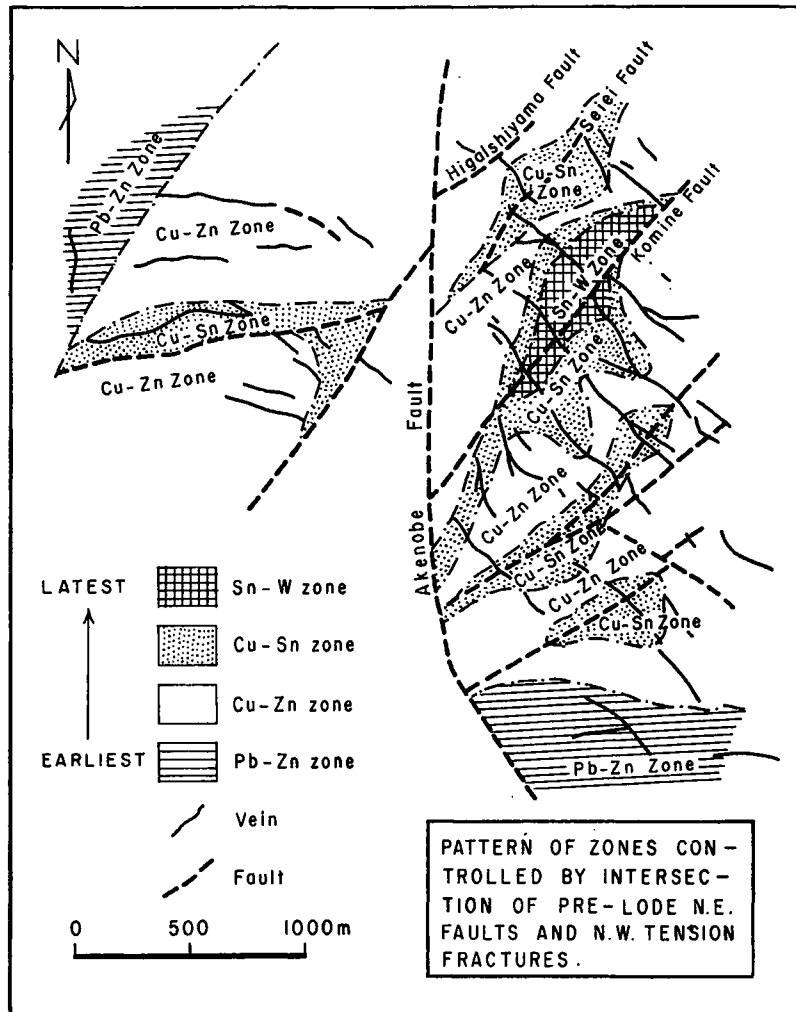 N
Higalshiyama Fault
Seiei Fault
Pb-Zn Zone
Cu-Sn
Zone
Cu-Zn Zone
Komine Fault
Cu-Zn Zone
Sn-W Zone
Cu-Sn Zone
Cu-Zn Zone
Cu-Sn Zone
Akenobe Fault
Cu-Zn Zone
Cu-Sn Zone
Cu-Zn Zone
Cu-Sn Zone
Pb-Zn Zone
LATEST
EARLIEST
Sn-W zone
Cu-Sn zone
Cu-Zn zone
Pb-Zn zone
Vein
Fault
0 500 1000m
PATTERN OF ZONES CON-
TROLLED BY INTERSEC-
TION OF PRE-LODE N.E.
FAULTS AND N.W. TENSION
FRACTURES.